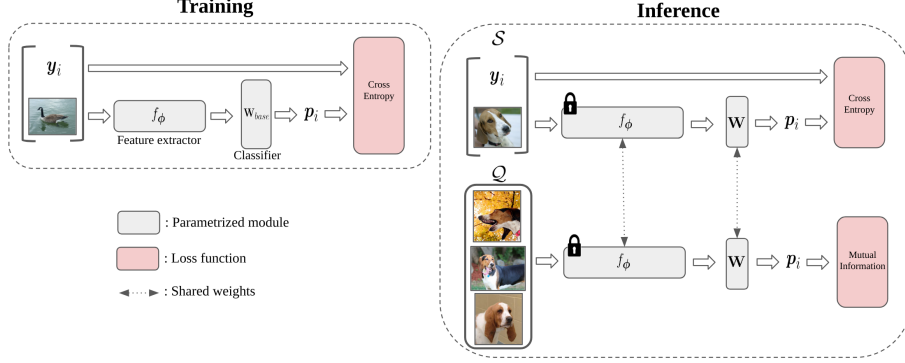 Training
y_i
f_ϕ
Feature extractor
W_base
Classifier
p_i
Cross
Entropy
: Parametrized module
: Loss function
: Shared weights
Inference
𝒮
y_i
f_ϕ
W
p_i
Cross
Entropy
𝒬
f_ϕ
W
p_i
Mutual
Information